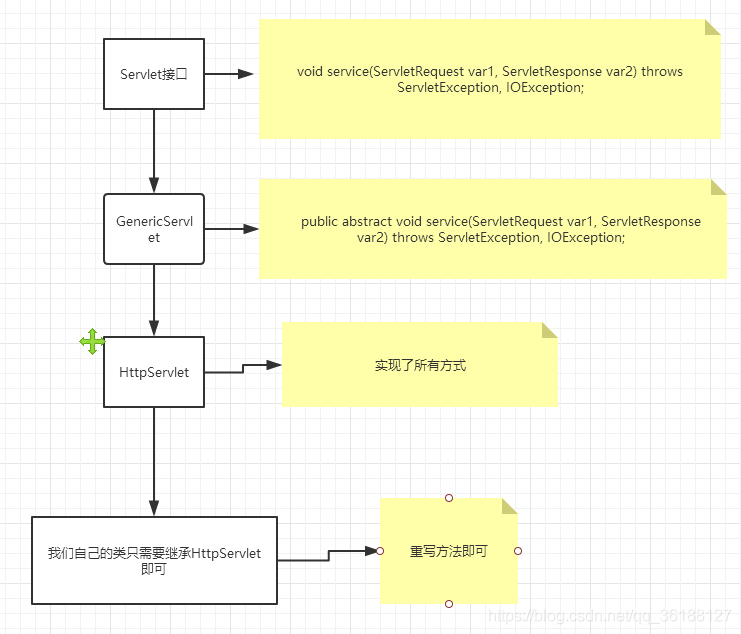 Servlet接口
void service(ServletRequest var1, ServletResponse var2) throws
ServletException, IOException;
GenericServl
et
public abstract void service(ServletRequest var1, ServletResponse
var2) throws ServletException, IOException;
HttpServlet
实现了所有方式
我们自己的类只需要继承HttpServlet
即可
重写方法即可
https://blog.csdn.net/qq_36188127